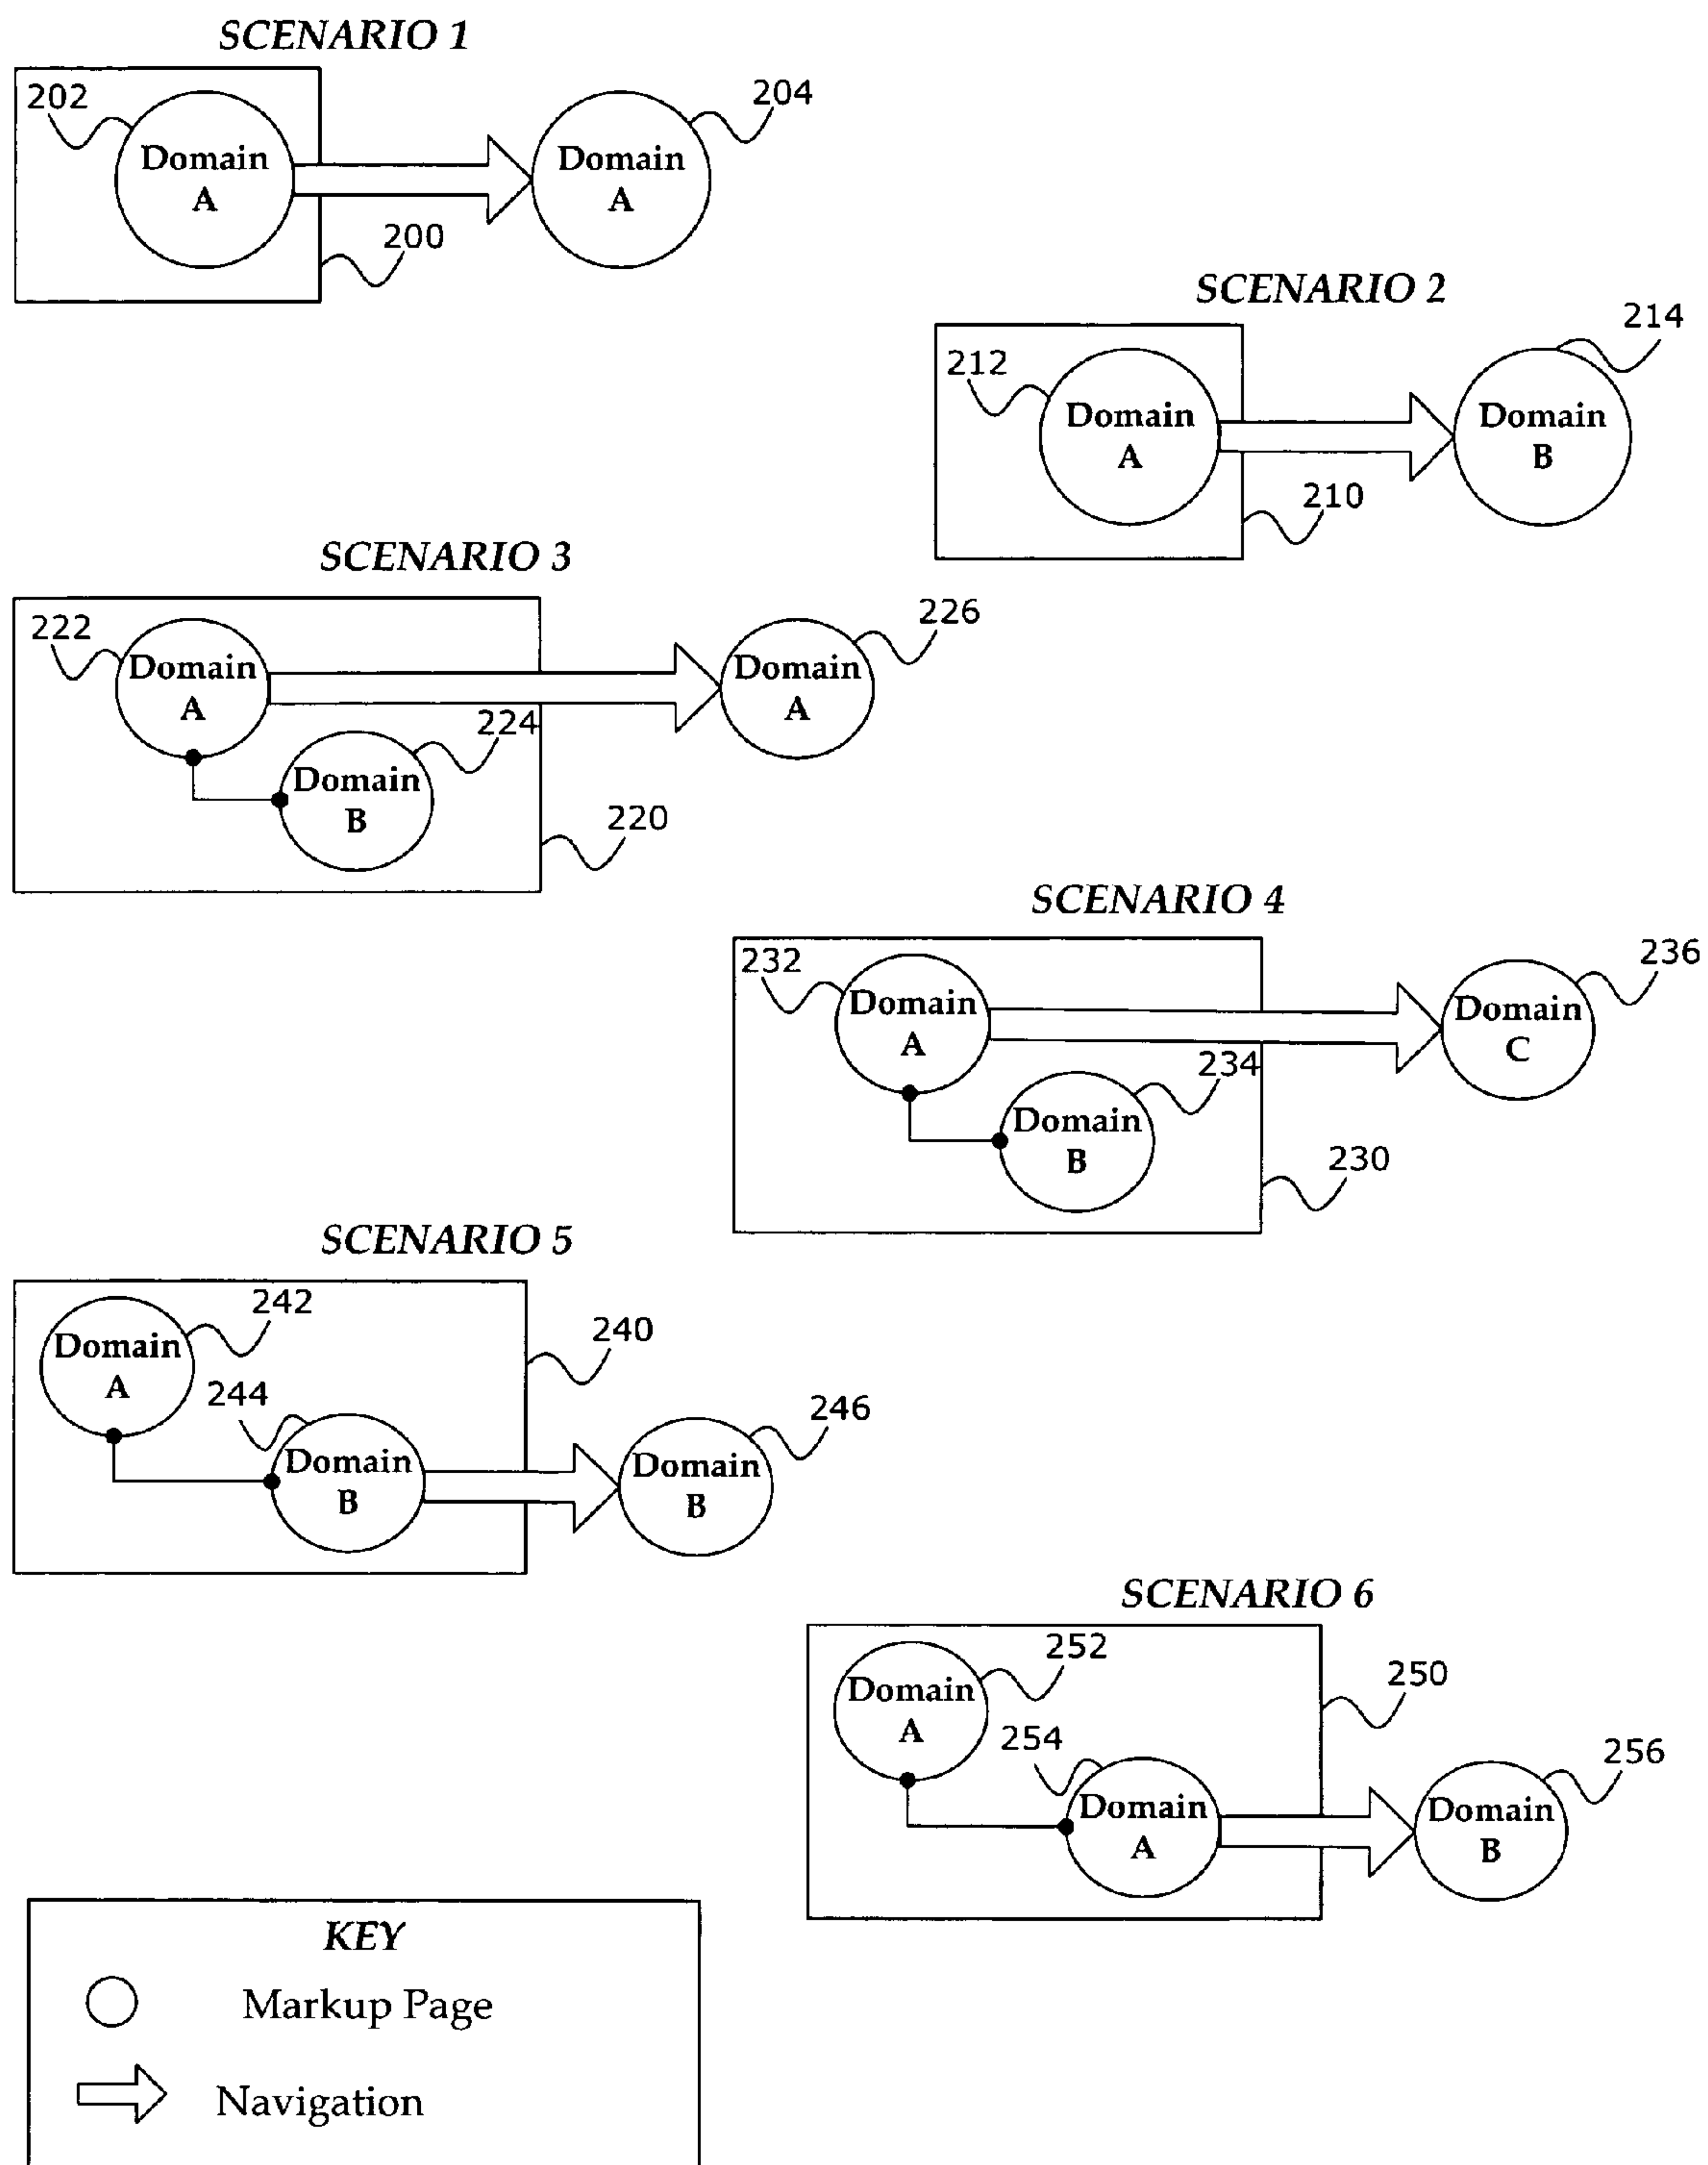 SCENARIO 1
202
Domain
A
Domain
A
204
200
SCENARIO 2
212
Domain
A
Domain
B
214
210
SCENARIO 3
222
Domain
A
Domain
A
226
224
Domain
B
220
SCENARIO 4
232
Domain
A
Domain
C
236
234
Domain
B
230
SCENARIO 5
242
Domain
A
240
244
Domain
B
Domain
B
246
SCENARIO 6
252
Domain
A
250
254
Domain
A
Domain
B
256
KEY
Markup Page
Navigation